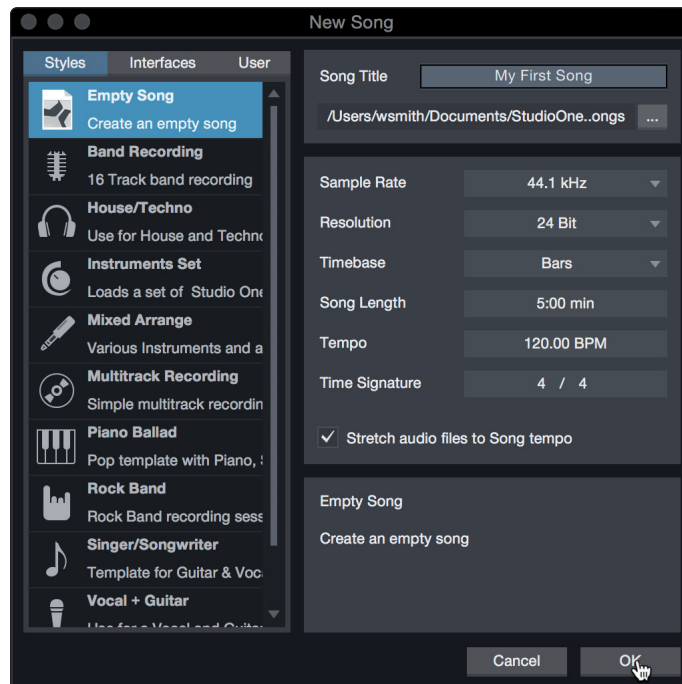 New Song
Styles Interfaces User
Empty Song
Create an empty song
Band Recording
16 Track band recording
House/Techno
Use for House and Techno
Instruments Set
Loads a set of Studio One
Mixed Arrange
Various Instruments and a
Multitrack Recording
Simple multitrack recordin
Piano Ballad
Pop template with Piano,
Rock Band
Rock Band recording sess
Singer/Songwriter
Template for Guitar & Voc
Vocal + Guitar
Use for a Vocal and Guitar
Song Title My First Song
/Users/wsmith/Documents/StudioOne..ongs ...
Sample Rate 44.1 kHz
Resolution 24 Bit
Timebase Bars
Song Length 5:00 min
Tempo 120.00 BPM
Time Signature 4 / 4
Stretch audio files to Song tempo
Empty Song
Create an empty song
Cancel OK